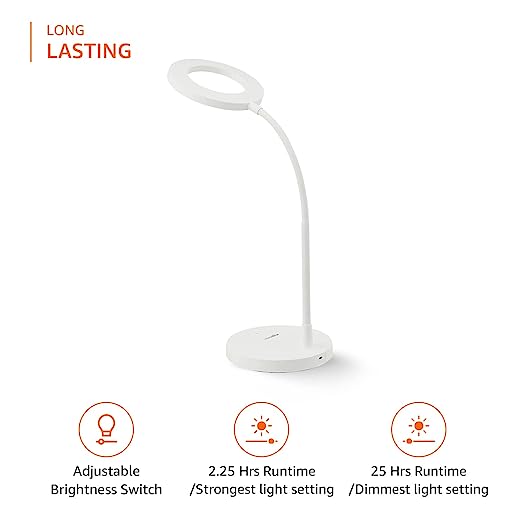 LONG
LASTING
Adjustable
Brightness Switch
2.25 Hrs Runtime
/Strongest light setting
25 Hrs Runtime
/Dimmest light setting